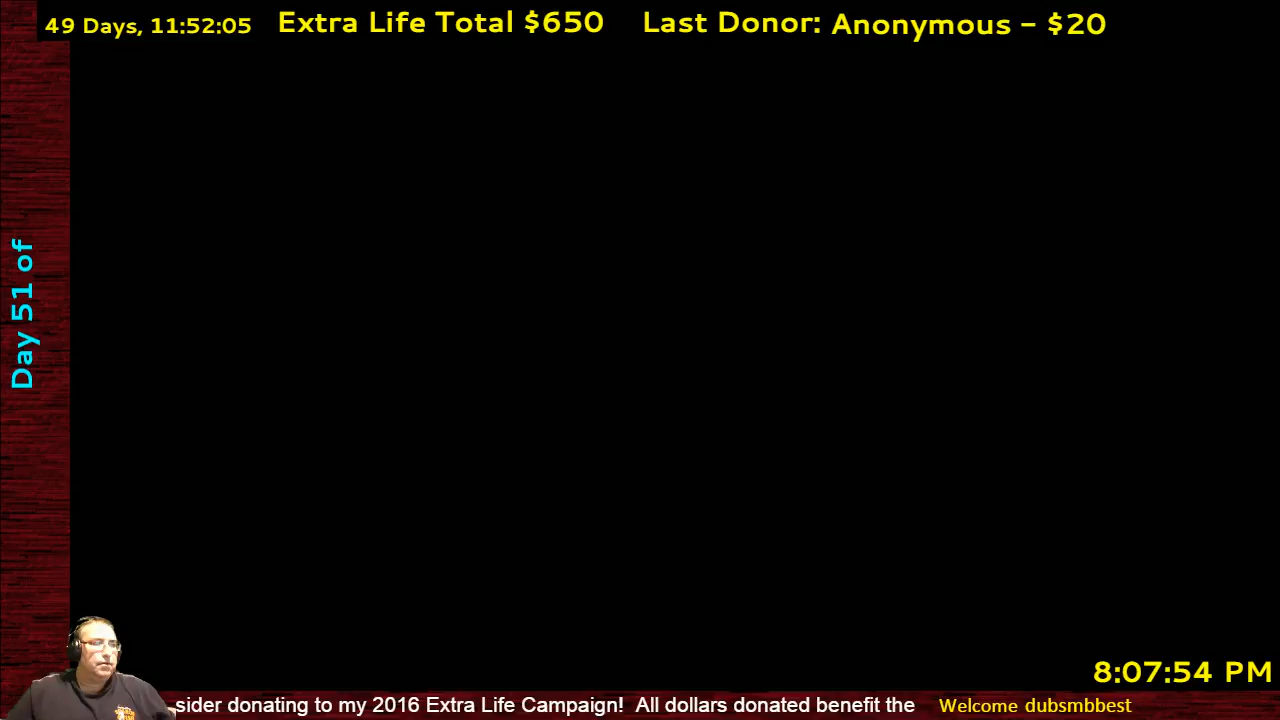 49 Days, 11:52:05
Extra Life Total $650
Last Donor: Anonymous - $20
Day 51 of
8:07:54 PM
sider donating to my 2016 Extra Life Campaign!  All dollars donated benefit the
Welcome dubsmbbest